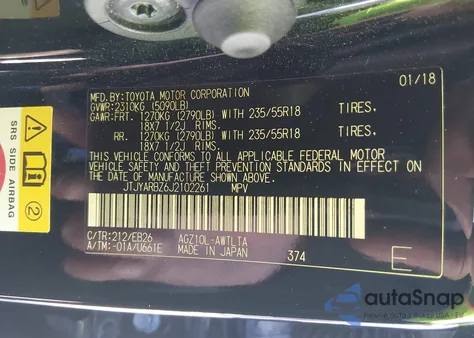 MFD.BY:TOYOTA MOTOR CORPORATION 01/18
GVWR:2310KG (5090LB)
GAWR:FRT. 1270KG (2790LB) WITH 235/55R18 TIRES.
18X7 1/2J RIMS.
RR. 1270KG (2790LB) WITH 235/55R18 TIRES.
18X7 1/2J RIMS.
THIS VEHICLE CONFORMS TO ALL APPLICABLE FEDERAL MOTOR
VEHICLE SAFETY AND THEFT PREVENTION STANDARDS IN EFFECT ON
THE DATE OF MANUFACTURE SHOWN ABOVE.
JTJYARBZ6J2102261 MPV
C/TR:212/EB26 AGZ10L-AWTLTA
A/TM:-01A/U661E MADE IN JAPAN 374 E
SRS SIDE AIRBAG
2
autoSnap